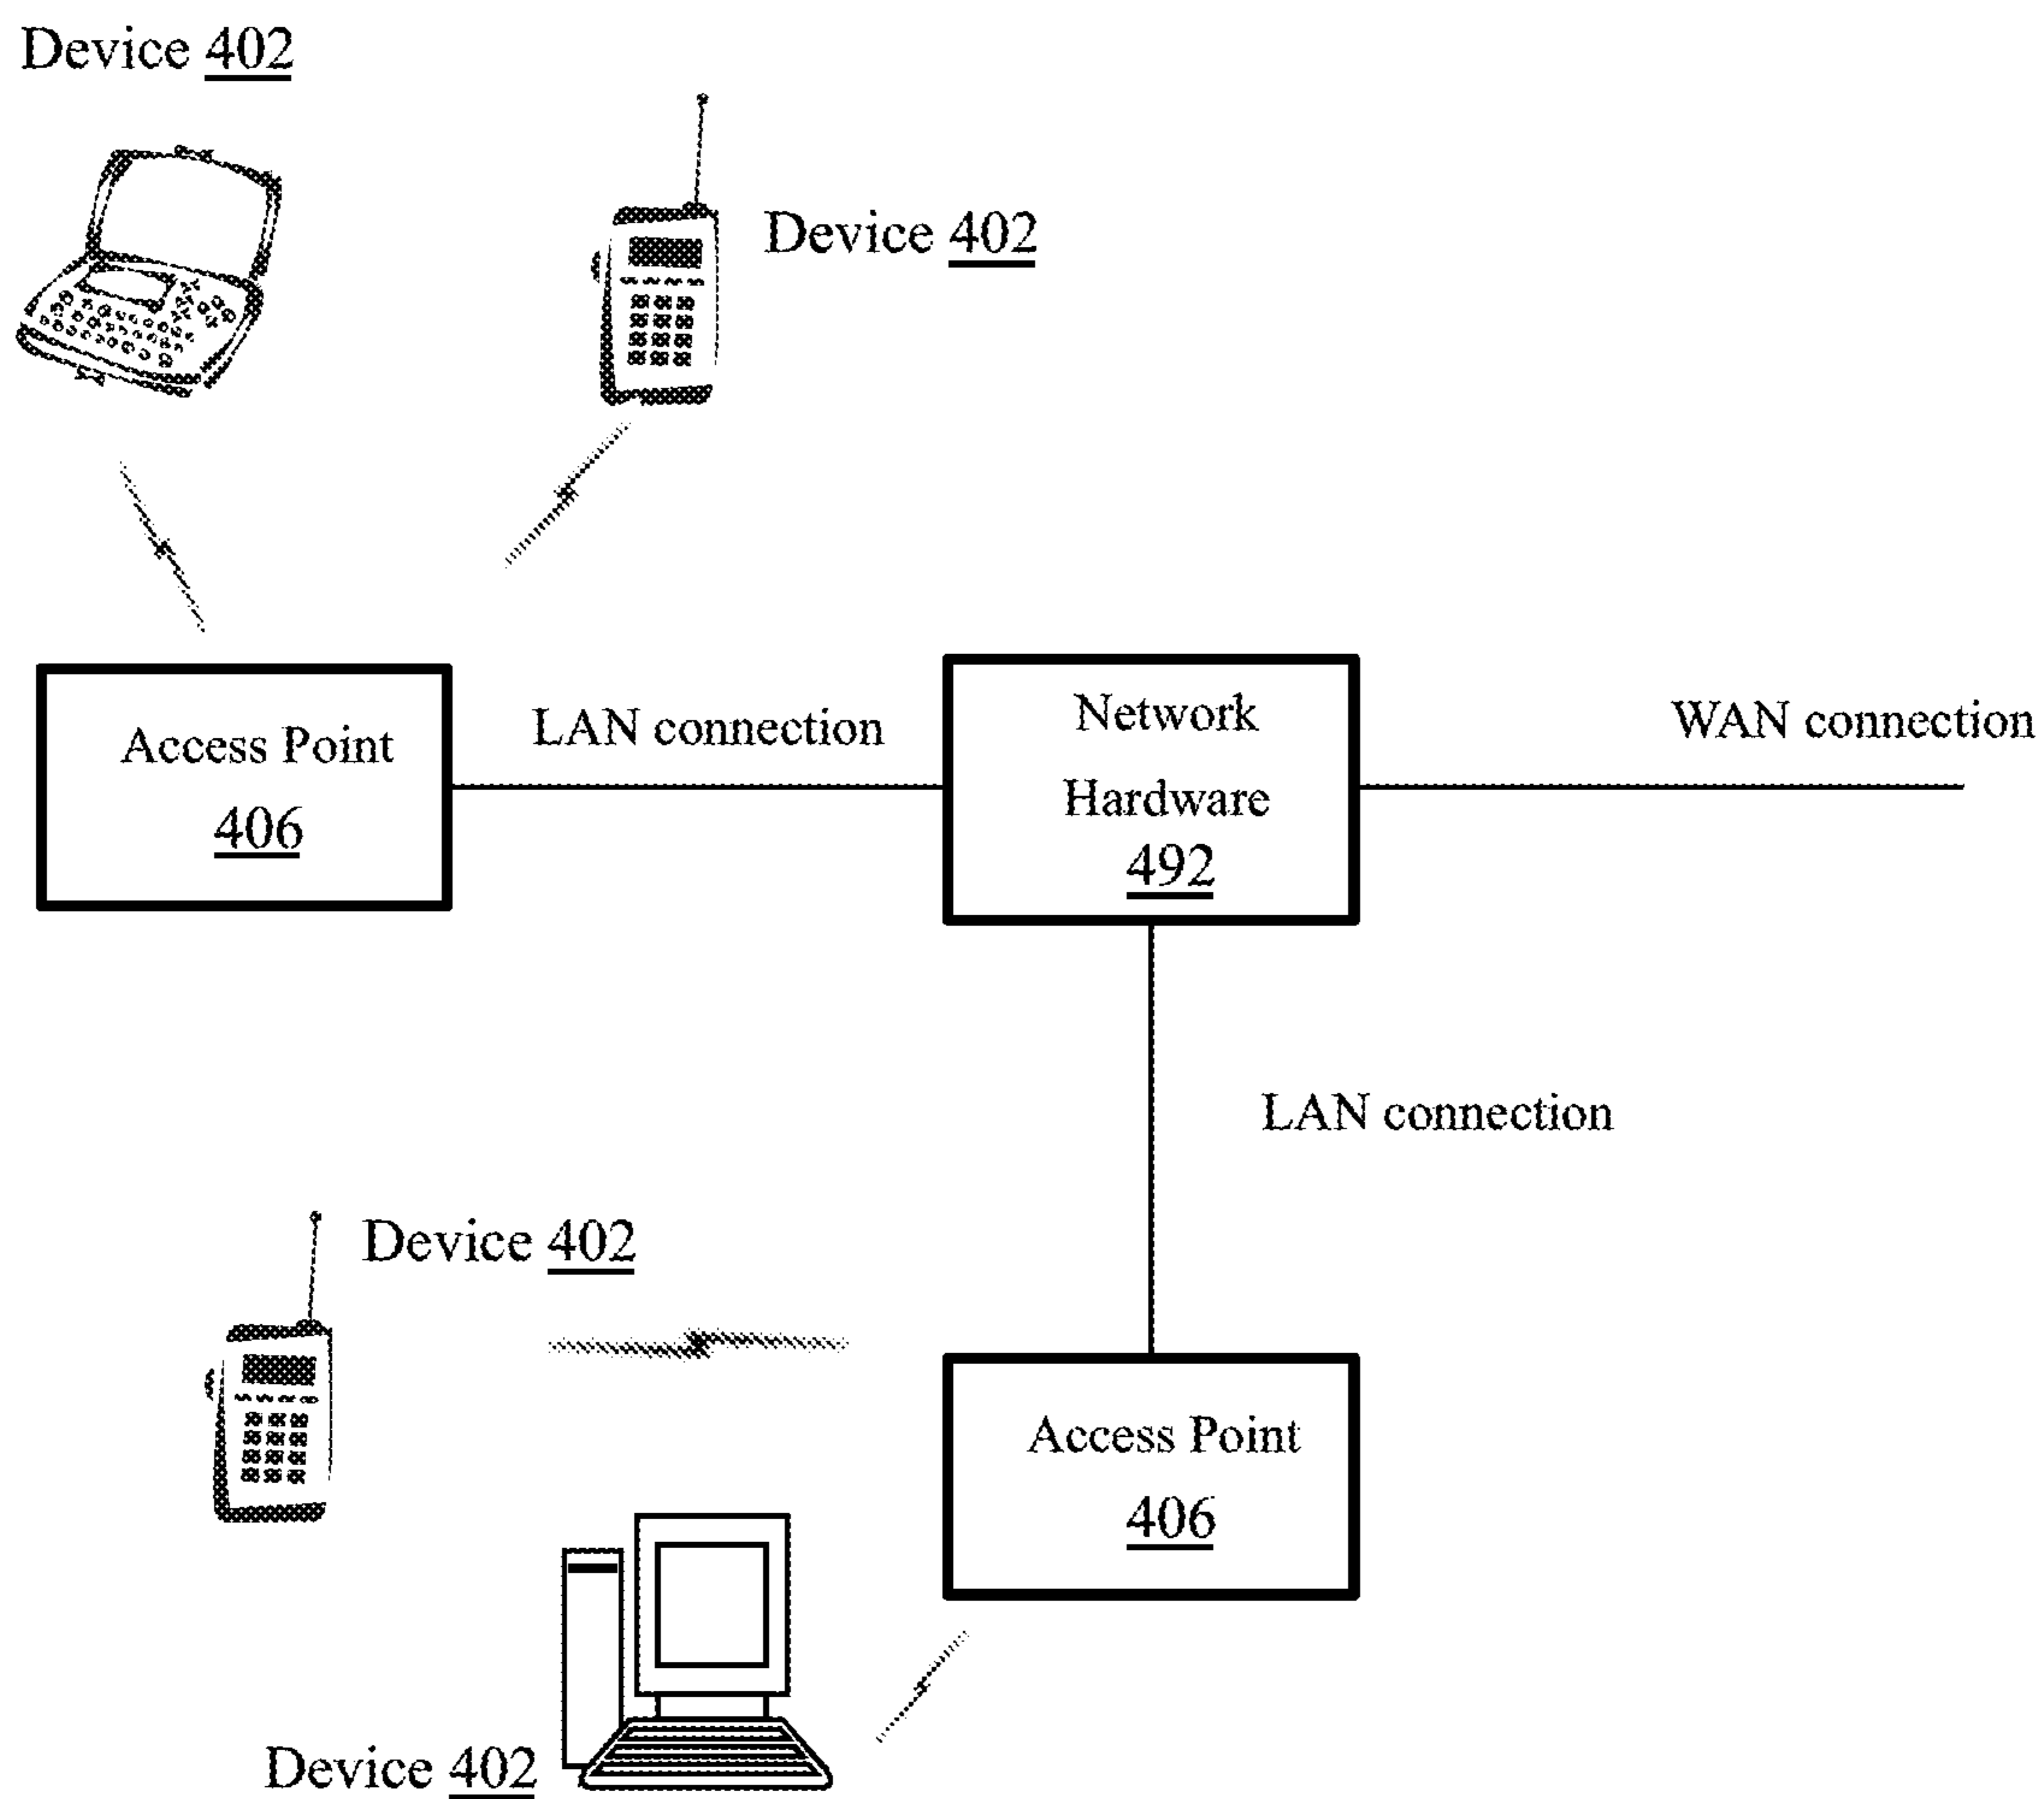 Device 402
Device 402
Access Point
406
LAN connection
Network
Hardware
492
WAN connection
LAN connection
Device 402
Access Point
406
Device 402